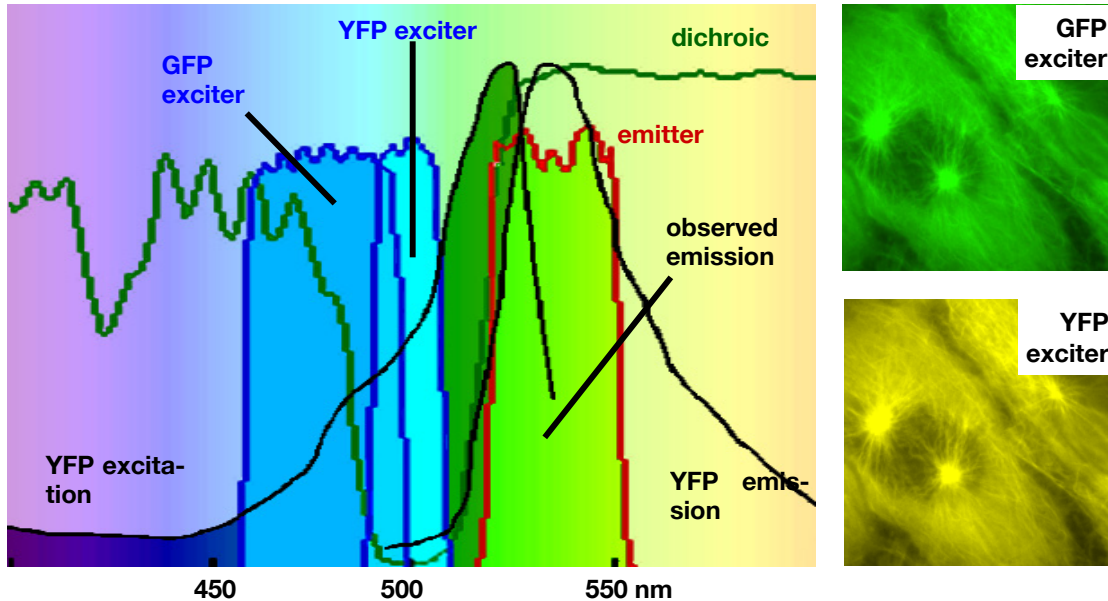 YFP exciter
GFP
exciter
dichroic
emitter
observed
emission
YFP excita-
tion
YFP emis-
sion
450
500
550 nm
GFP
exciter
YFP
exciter